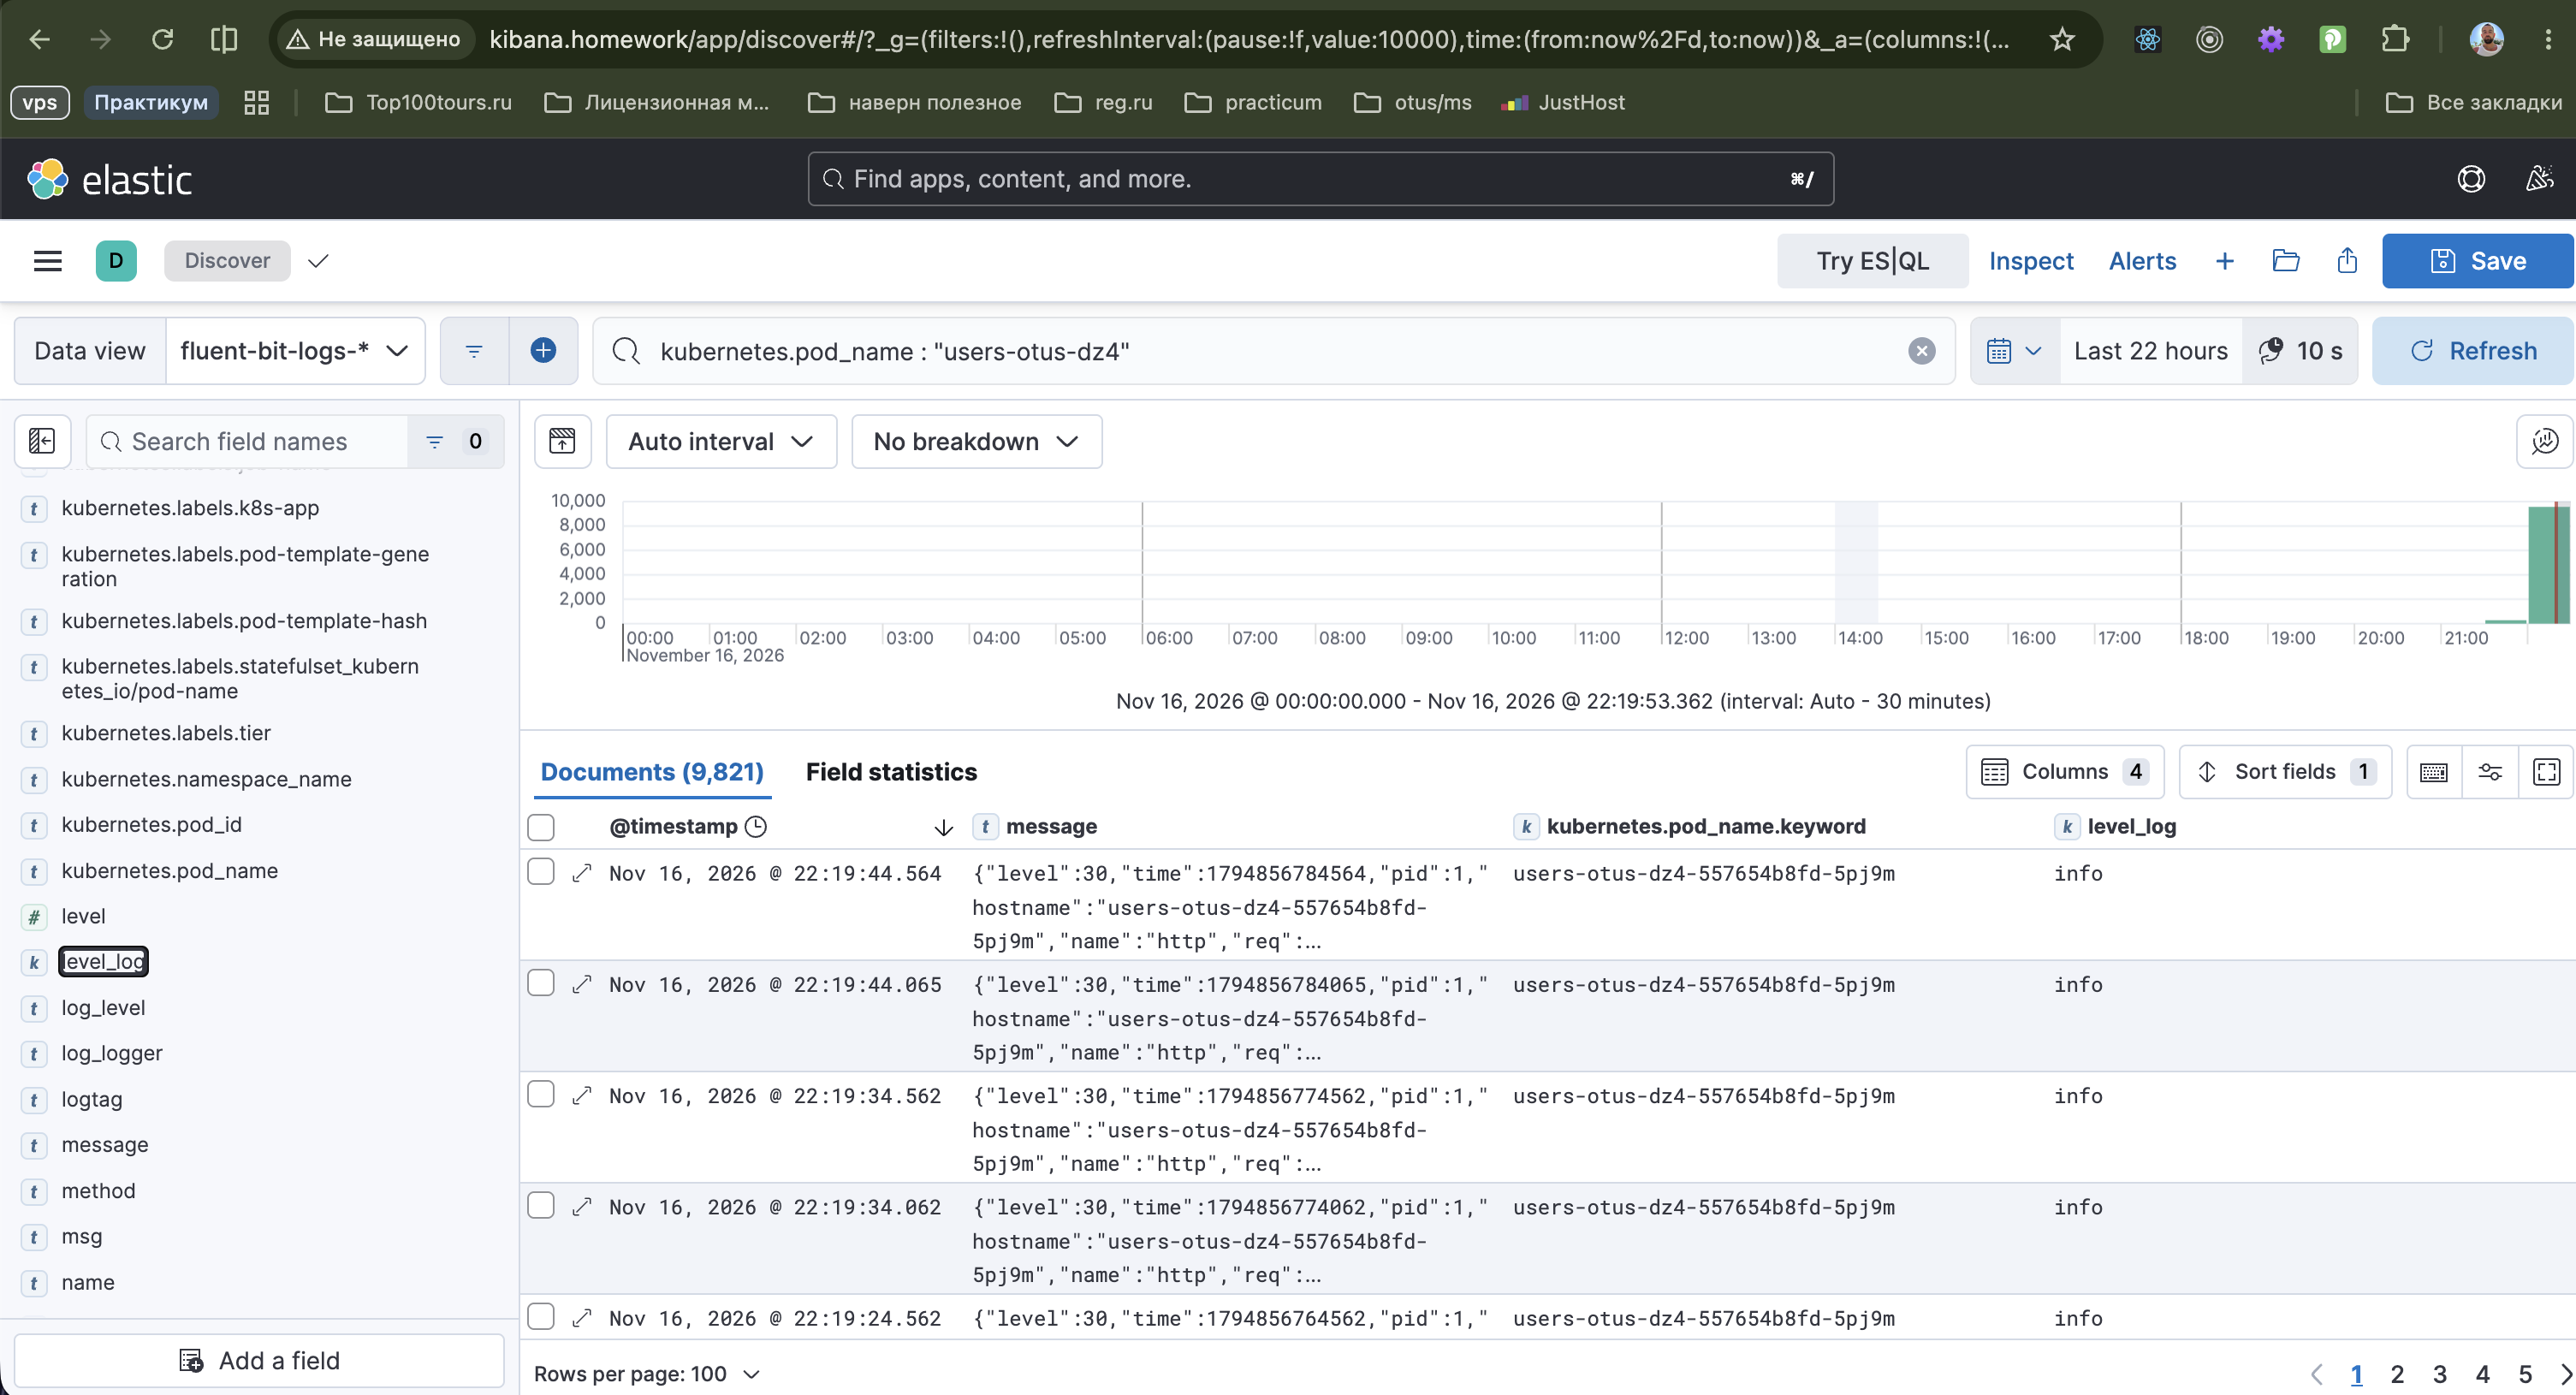 Не защищено
kibana.homework/app/discover#/?_g=(filters:!(),refreshInterval:(pause:!f,value:10000),time:(from:now%2Fd,to:now))&_a=(columns:!(...
vps
Практикум
Top100tours.ru
Лицензионная м...
наверн полезное
reg.ru
practicum
otus/ms
JustHost
Все закладки
elastic
Find apps, content, and more.
⌘/
D
Discover
Try ES|QL
Inspect
Alerts
Save
Data view
fluent-bit-logs-*
kubernetes.pod_name : "users-otus-dz4"
Last 22 hours
10 s
Refresh
Search field names
0
t kubernetes.labels.k8s-app
t kubernetes.labels.pod-template-gene
ration
t kubernetes.labels.pod-template-hash
t kubernetes.labels.statefulset_kubern
etes_io/pod-name
t kubernetes.labels.tier
t kubernetes.namespace_name
t kubernetes.pod_id
t kubernetes.pod_name
# level
k level_log
t log_level
t log_logger
t logtag
t message
t method
t msg
t name
Add a field
Auto interval
No breakdown
10,000
8,000
6,000
4,000
2,000
0
00:00 01:00 02:00 03:00 04:00 05:00 06:00 07:00 08:00 09:00 10:00 11:00 12:00 13:00 14:00 15:00 16:00 17:00 18:00 19:00 20:00 21:00
November 16, 2026
Nov 16, 2026 @ 00:00:00.000 - Nov 16, 2026 @ 22:19:53.362 (interval: Auto - 30 minutes)
Documents (9,821)
Field statistics
Columns 4
Sort fields 1
@timestamp t message k kubernetes.pod_name.keyword k level_log
Nov 16, 2026 @ 22:19:44.564 {"level":30,"time":1794856784564,"pid":1," users-otus-dz4-557654b8fd-5pj9m info
hostname":"users-otus-dz4-557654b8fd-
5pj9m","name":"http","req":...
Nov 16, 2026 @ 22:19:44.065 {"level":30,"time":1794856784065,"pid":1," users-otus-dz4-557654b8fd-5pj9m info
hostname":"users-otus-dz4-557654b8fd-
5pj9m","name":"http","req":...
Nov 16, 2026 @ 22:19:34.562 {"level":30,"time":1794856774562,"pid":1," users-otus-dz4-557654b8fd-5pj9m info
hostname":"users-otus-dz4-557654b8fd-
5pj9m","name":"http","req":...
Nov 16, 2026 @ 22:19:34.062 {"level":30,"time":1794856774062,"pid":1," users-otus-dz4-557654b8fd-5pj9m info
hostname":"users-otus-dz4-557654b8fd-
5pj9m","name":"http","req":...
Nov 16, 2026 @ 22:19:24.562 {"level":30,"time":1794856764562,"pid":1," users-otus-dz4-557654b8fd-5pj9m info
Rows per page: 100
1 2 3 4 5